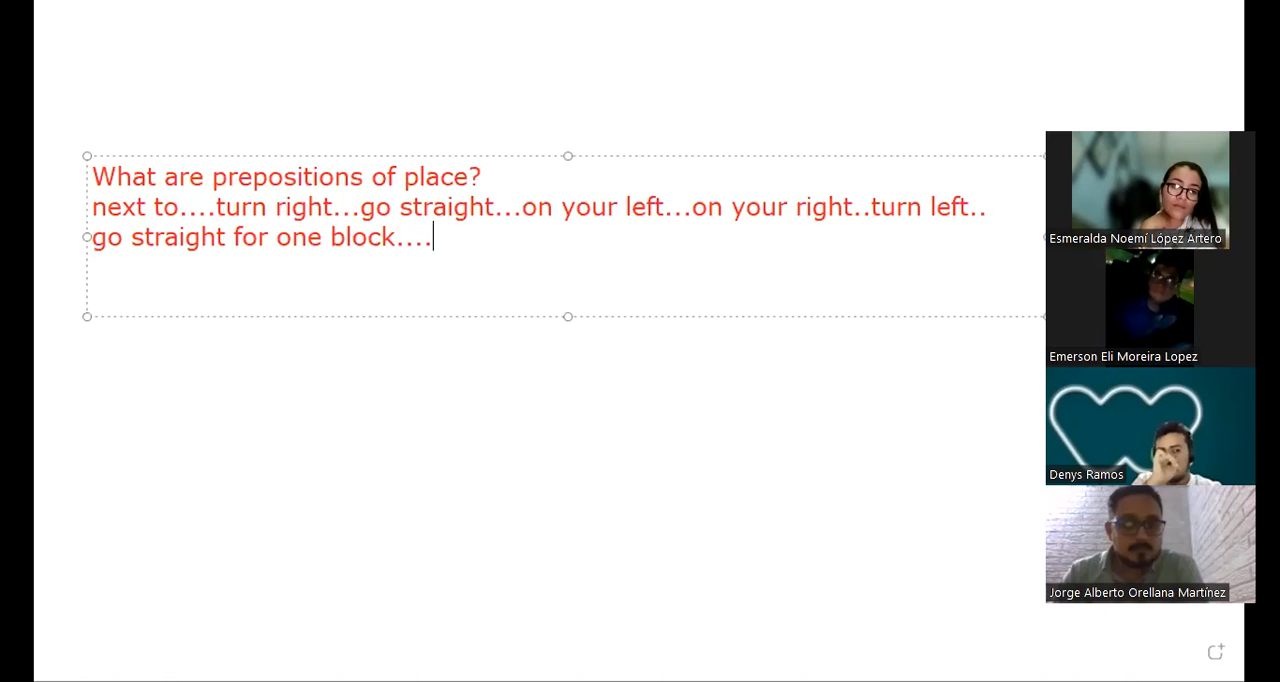 What are prepositions of place?
next to....turn right...go straight...on your left...on your right..turn left..
go straight for one block....
Esmeralda Noemí López Artero
Emerson Eli Moreira Lopez
Denys Ramos
Jorge Alberto Orellana Martínez